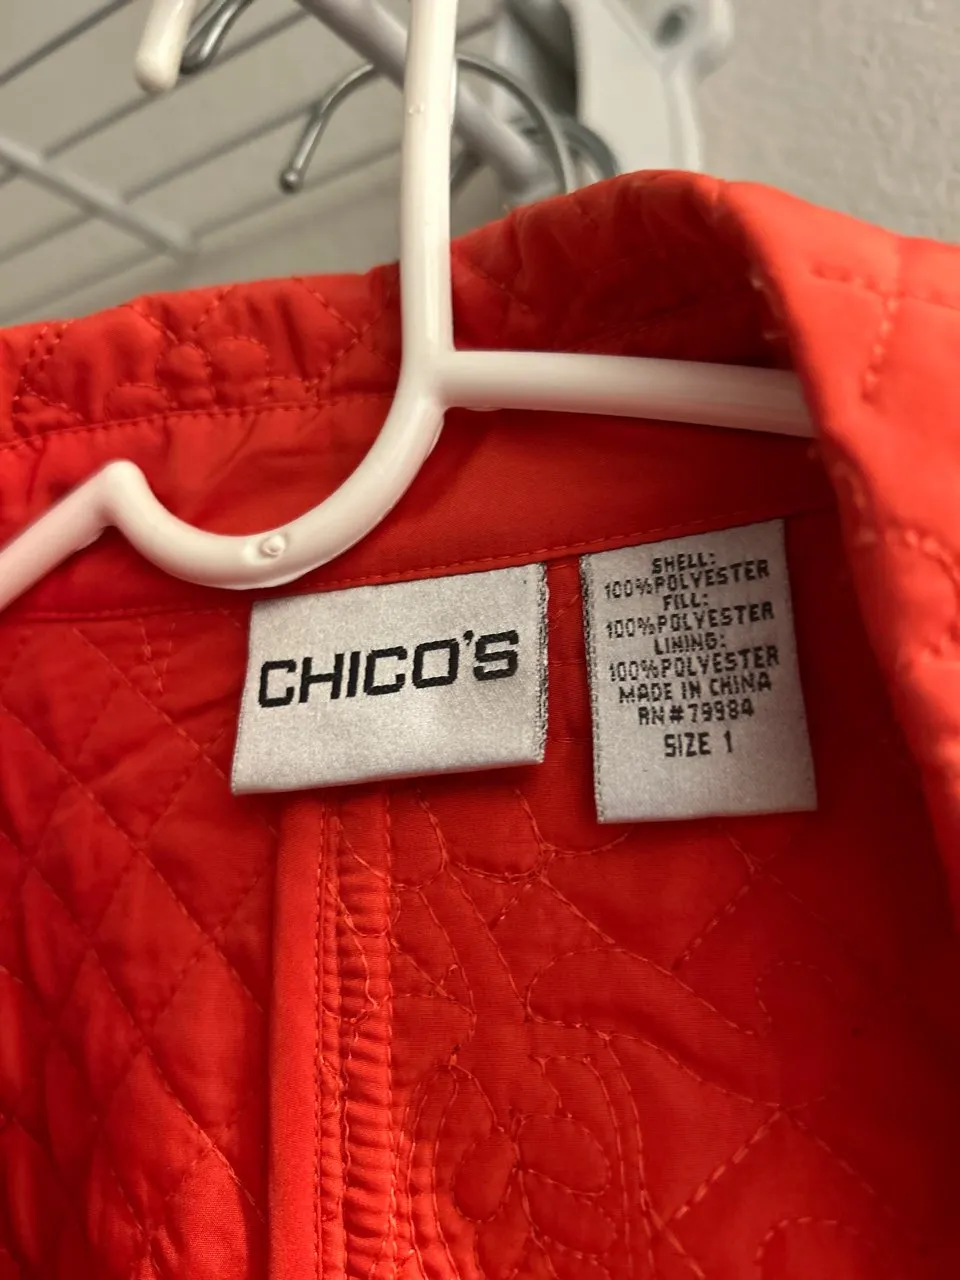 CHICO'S
SHELL:
100%POLYESTER
FILL:
100%POLYESTER
LINING:
100%POLYESTER
MADE IN CHINA
RN#79984
SIZE 1